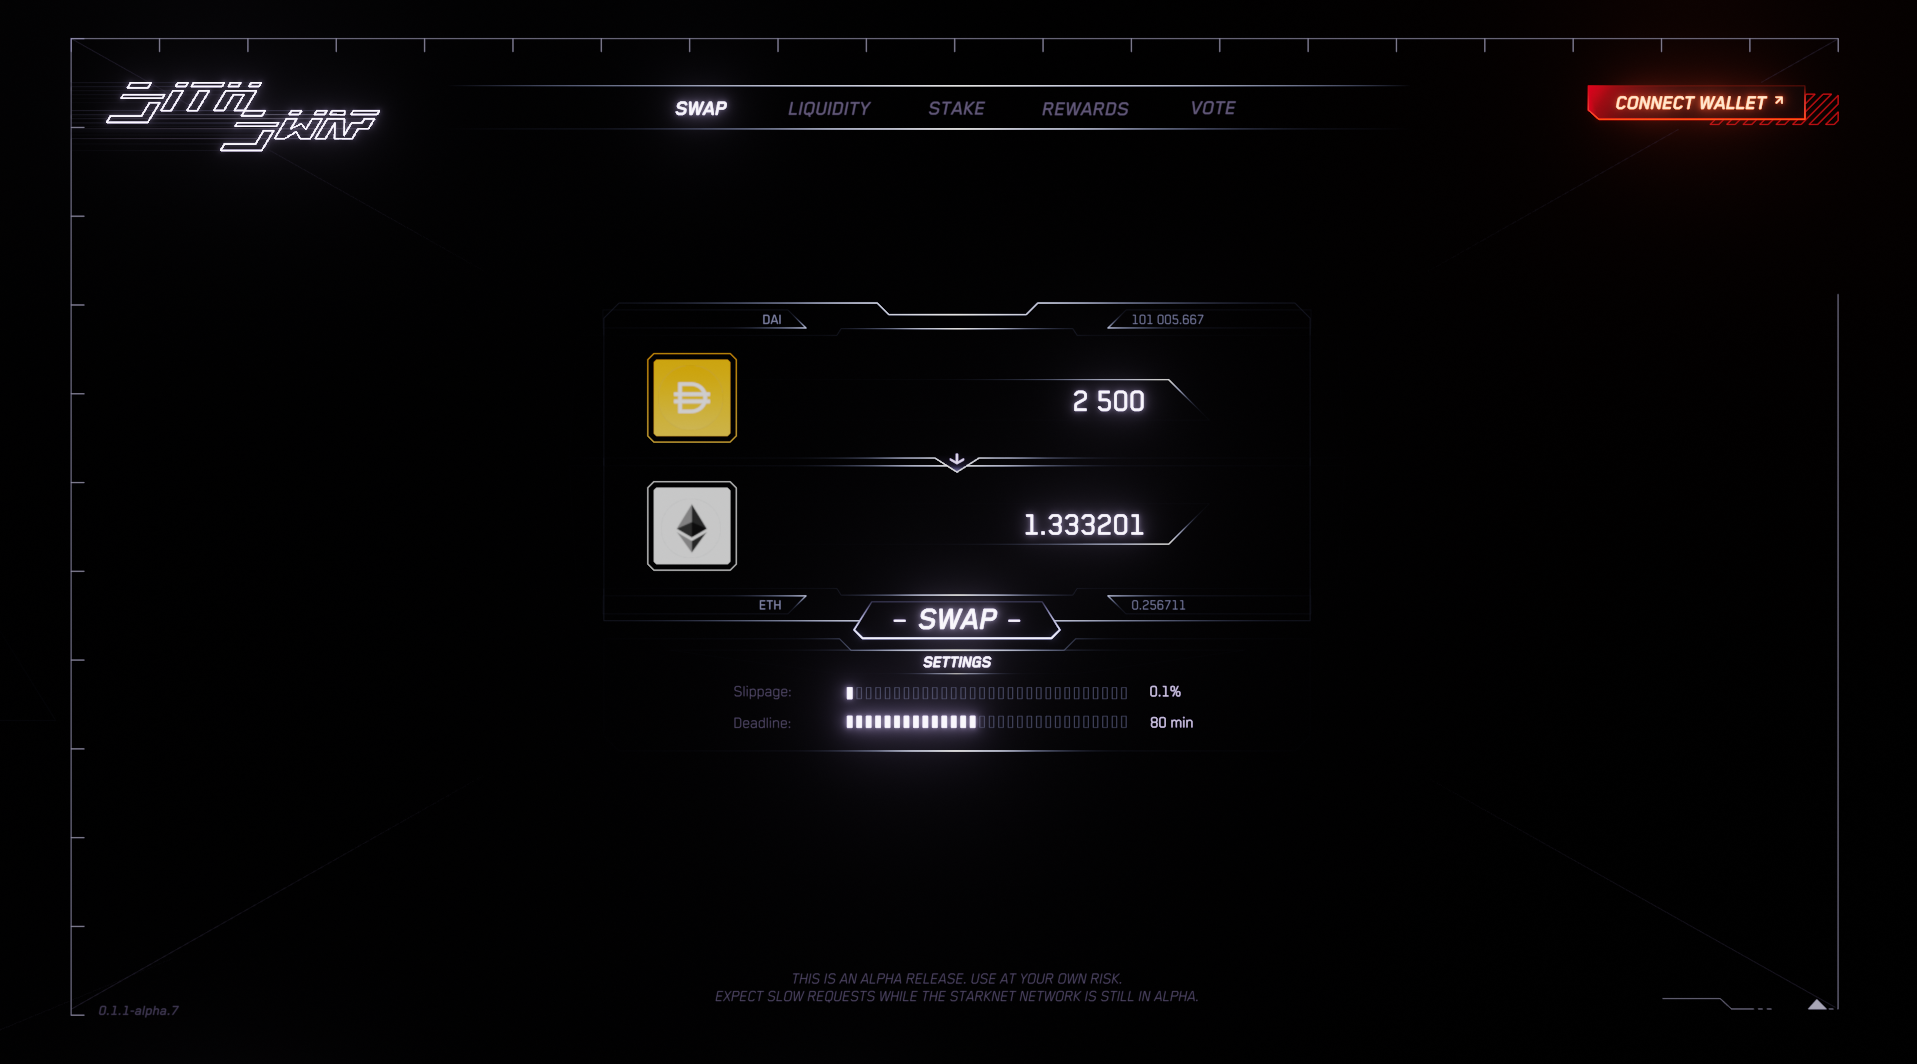 SITH
SWAP
SWAP LIQUIDITY STAKE REWARDS VOTE
CONNECT WALLET
DAI 101 005.667
2 500
1.333201
ETH 0.256711
– SWAP –
SETTINGS
Slippage: 0.1%
Deadline: 80 min
THIS IS AN ALPHA RELEASE. USE AT YOUR OWN RISK.
EXPECT SLOW REQUESTS WHILE THE STARKNET NETWORK IS STILL IN ALPHA.
0.1.1-alpha.7